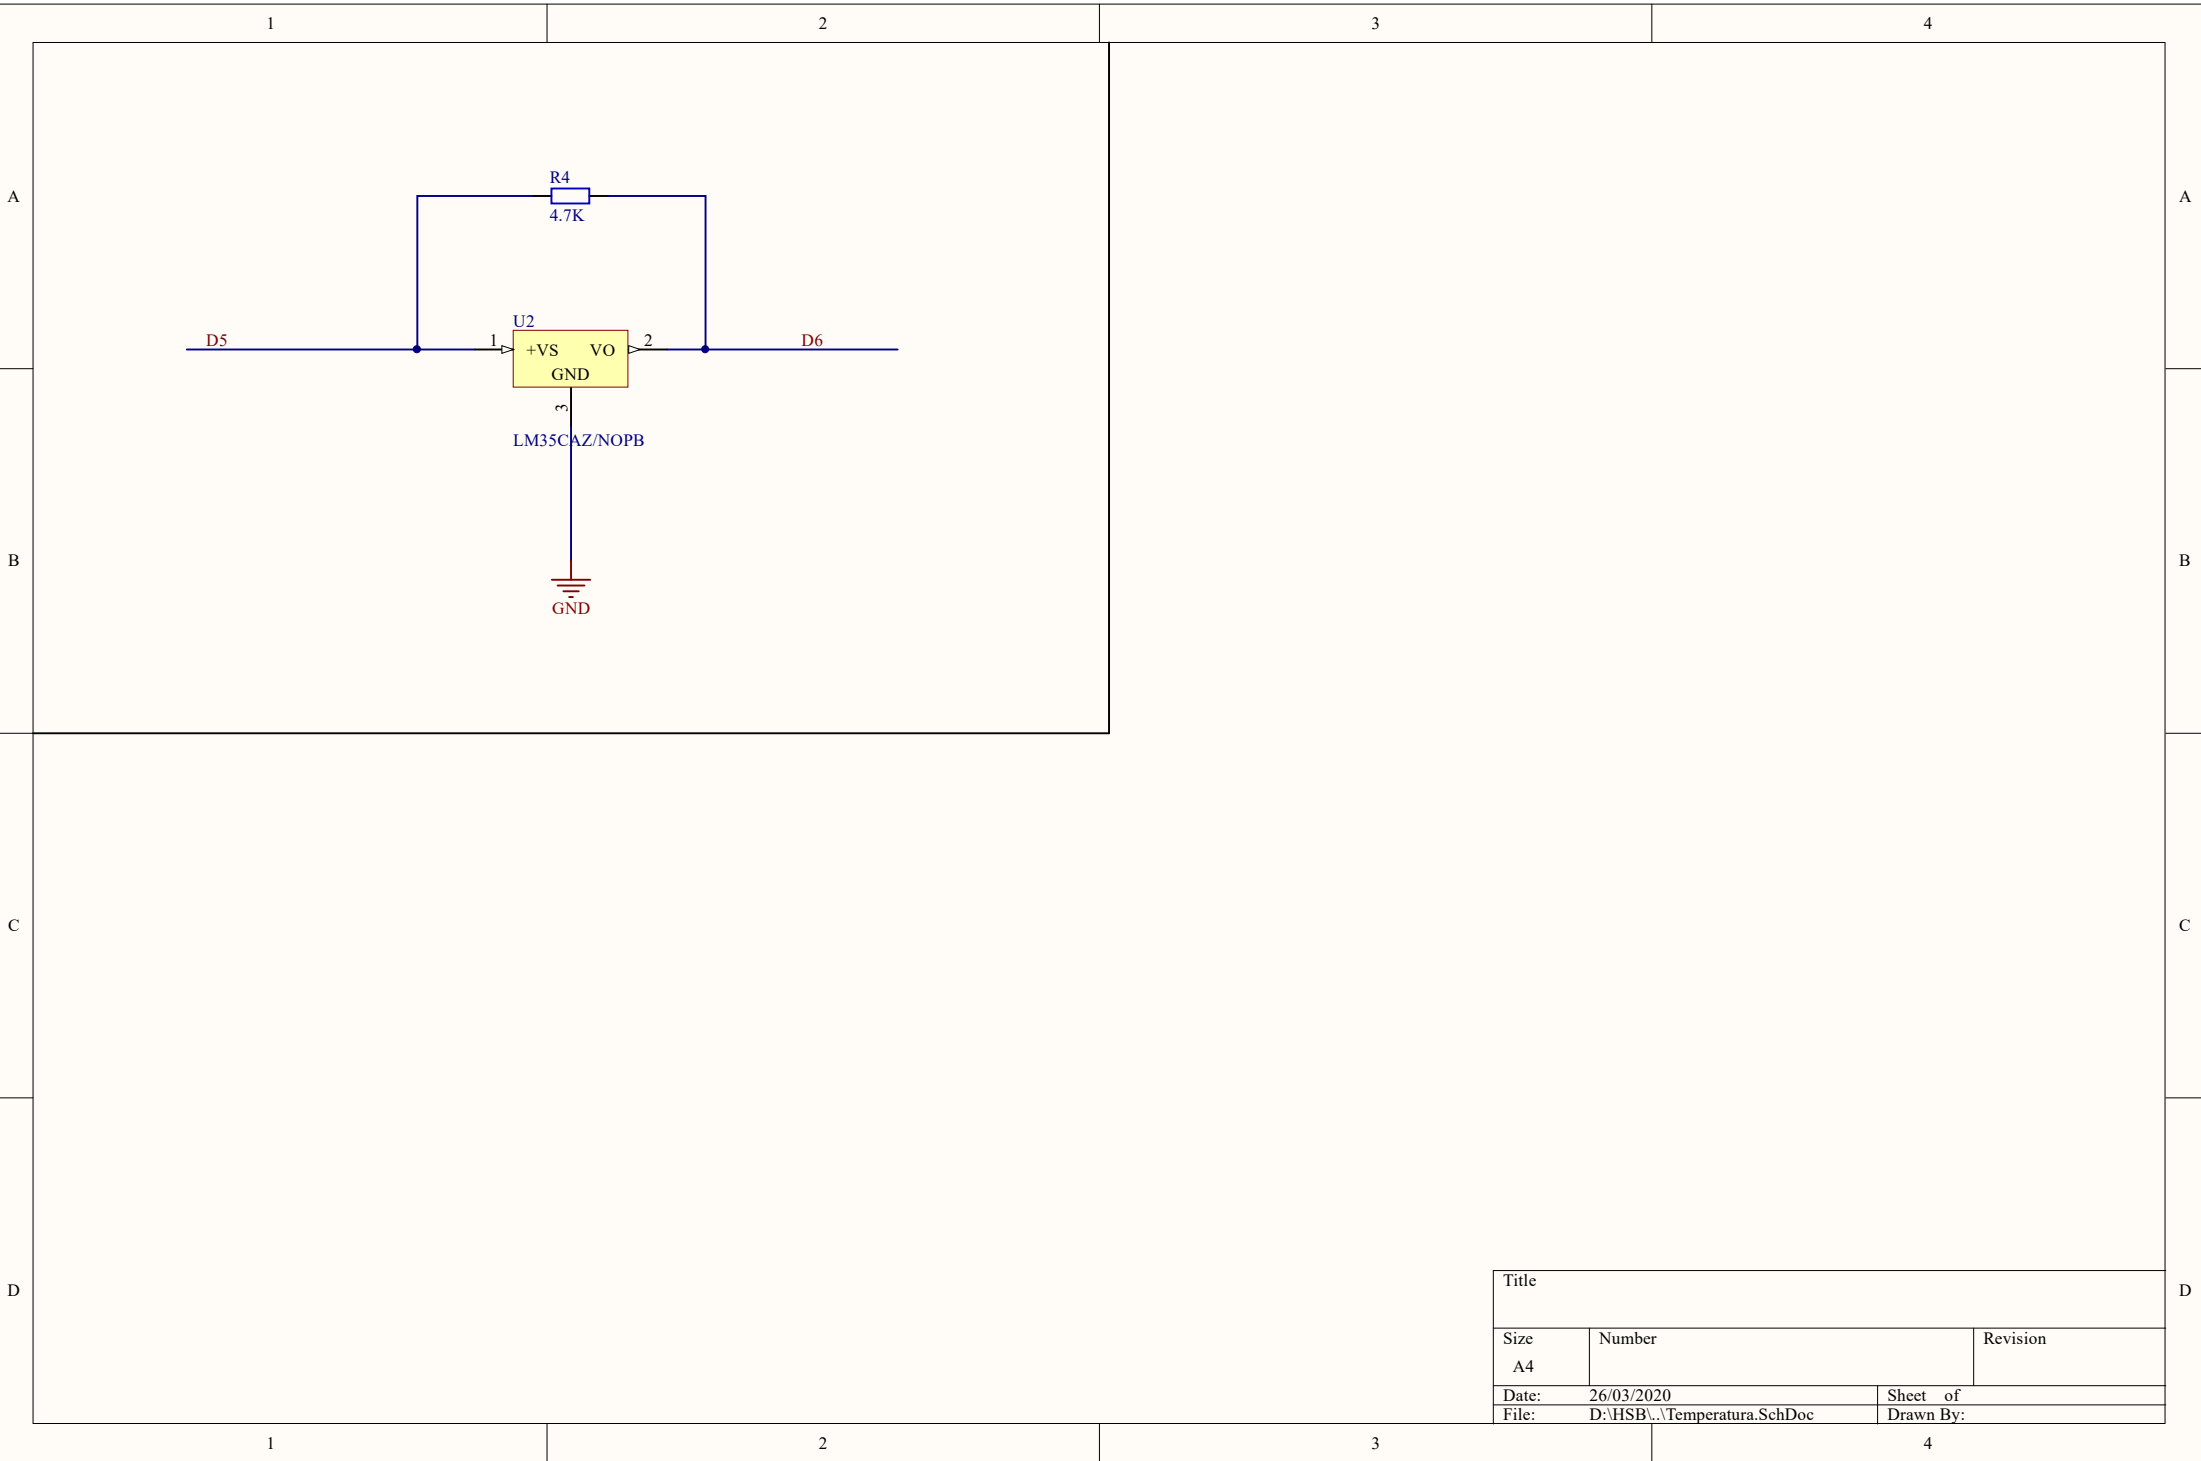 1 2 3 4
A A
R4
4.7K
U2
D5 1 +VS VO 2 D6
GND
3
LM35CAZ/NOPB
B B
GND
C C
Title
D D
Size Number Revision
A4
Date: 26/03/2020 Sheet of
File: D:\HSB\..\Temperatura.SchDoc Drawn By:
1 2 3 4